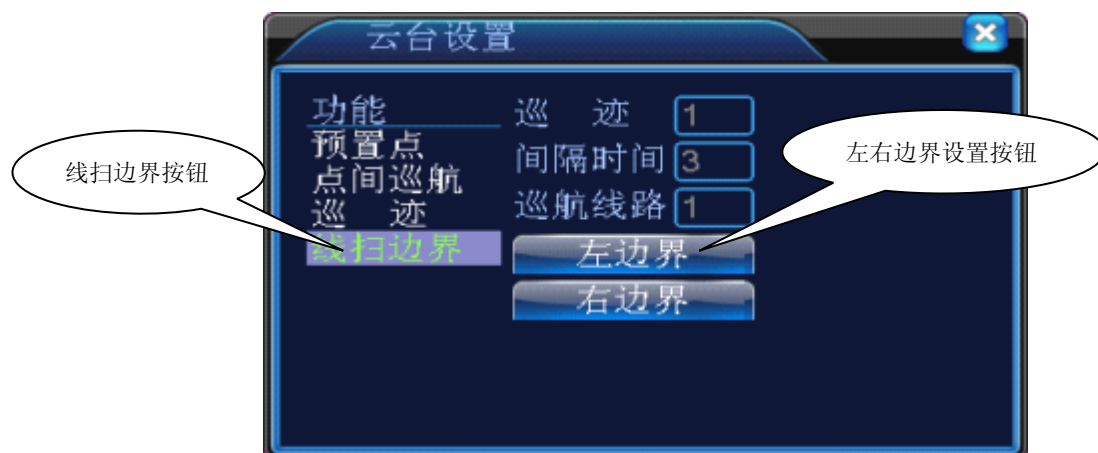 云台设置
功能
预置点
点间巡航
巡 迹
线扫边界
巡 迹 1
间隔时间 3
巡航线路 1
左边界
右边界
线扫边界按钮
左右边界设置按钮